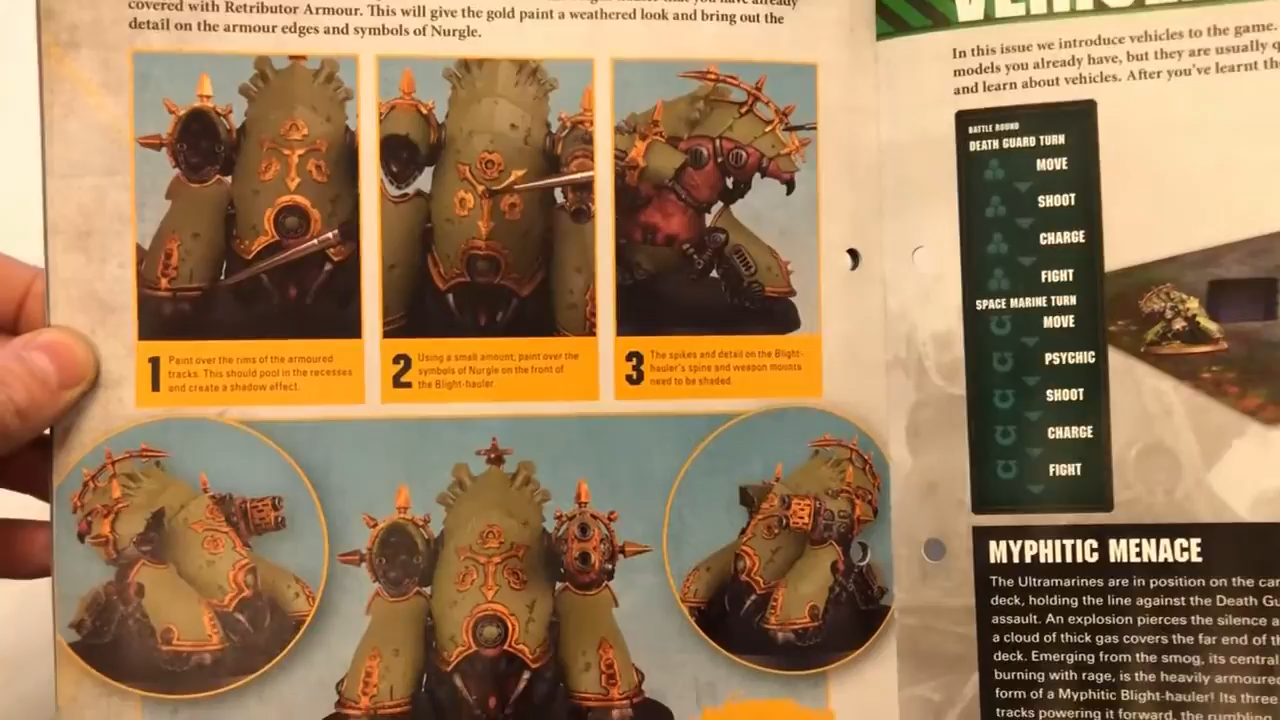 covered with Retributor Armour. This will give the gold paint a weathered look and bring out the
detail on the armour edges and symbols of Nurgle.
1 Paint over the rims of the armoured
tracks. This should pool in the recesses
and create a shadow effect.
2 Using a small amount, paint over the
symbols of Nurgle on the front of
the Blight-hauler.
3 The spikes and detail on the Blight-
hauler's spine and weapon mounts
need to be shaded.
In this issue we introduce vehicles to the game.
models you already have, but they are usually
and learn about vehicles. After you've learnt
BATTLE ROUND
DEATH GUARD TURN
MOVE
SHOOT
CHARGE
FIGHT
SPACE MARINE TURN
MOVE
PSYCHIC
SHOOT
CHARGE
FIGHT
MYPHITIC MENACE
The Ultramarines are in position on the
deck, holding the line against the Death
assault. An explosion pierces the silence
a cloud of thick gas covers the far end of
deck. Emerging from the smog, its central
burning with rage, is the heavily armoured
form of a Myphitic Blight-hauler! Its three
tracks powering it forward, the rumbling